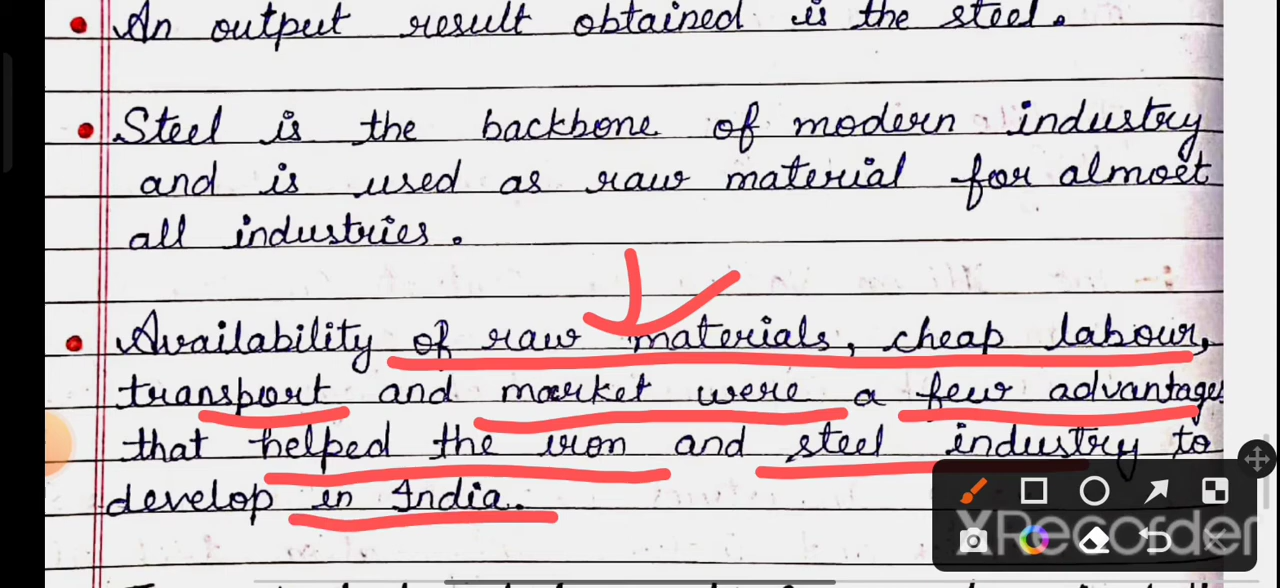 • An output result obtained is the steel.
• Steel is the backbone of modern industry
and is used as raw material for almost
all industries.
• Availability of raw materials, cheap labour,
transport and market were a few advantage
that helped the iron and steel industry to
develop in India.
XRecorder